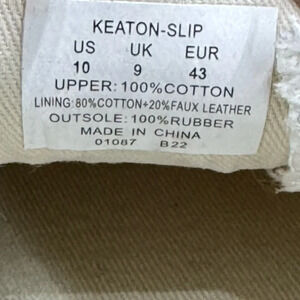 KEATON-SLIP
US UK EUR
10 9 43
UPPER:100%COTTON
LINING:80%COTTON+20%FAUX LEATHER
OUTSOLE:100%RUBBER
MADE IN CHINA
01087 B22